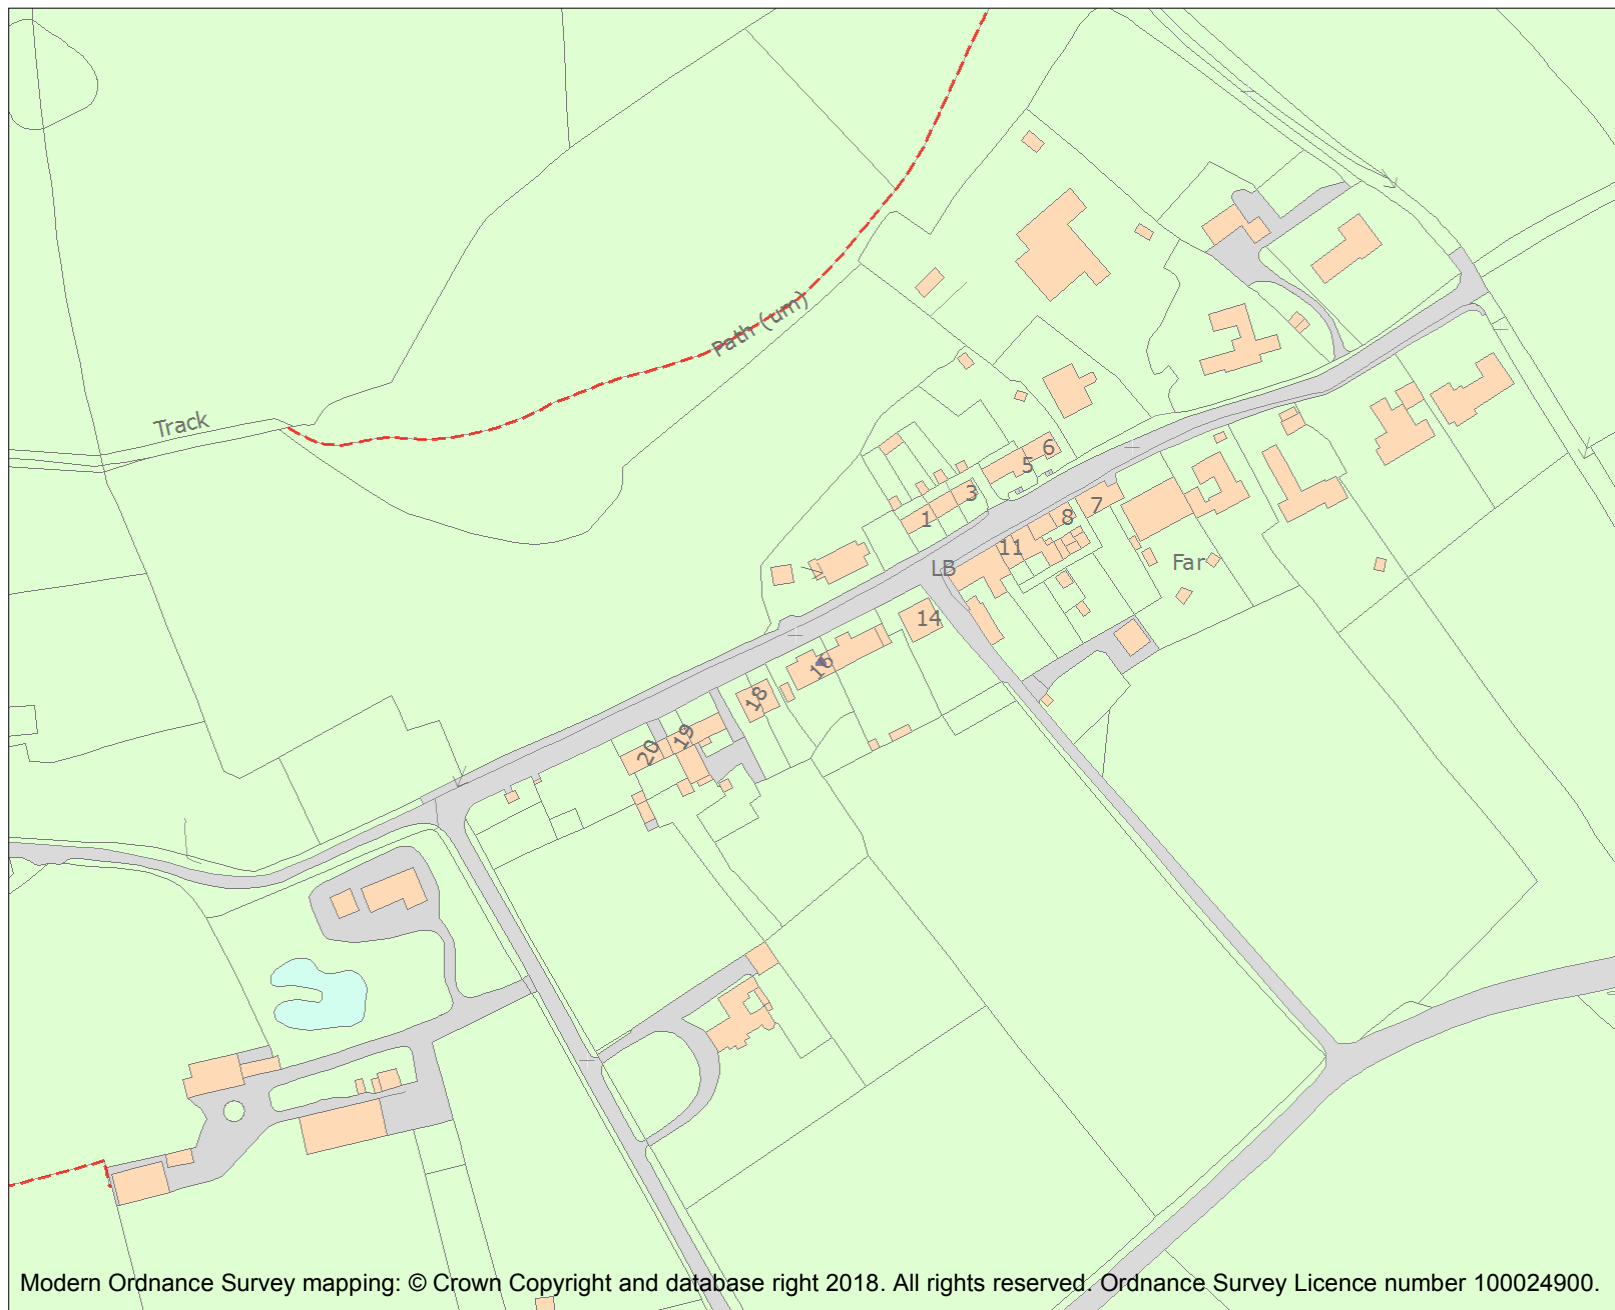 Path (um)
Track
6
5
3
1
7
8
11
Far
LB
14
16
18
19
20
Modern Ordnance Survey mapping: © Crown Copyright and database right 2018. All rights reserved. Ordnance Survey Licence number 100024900.